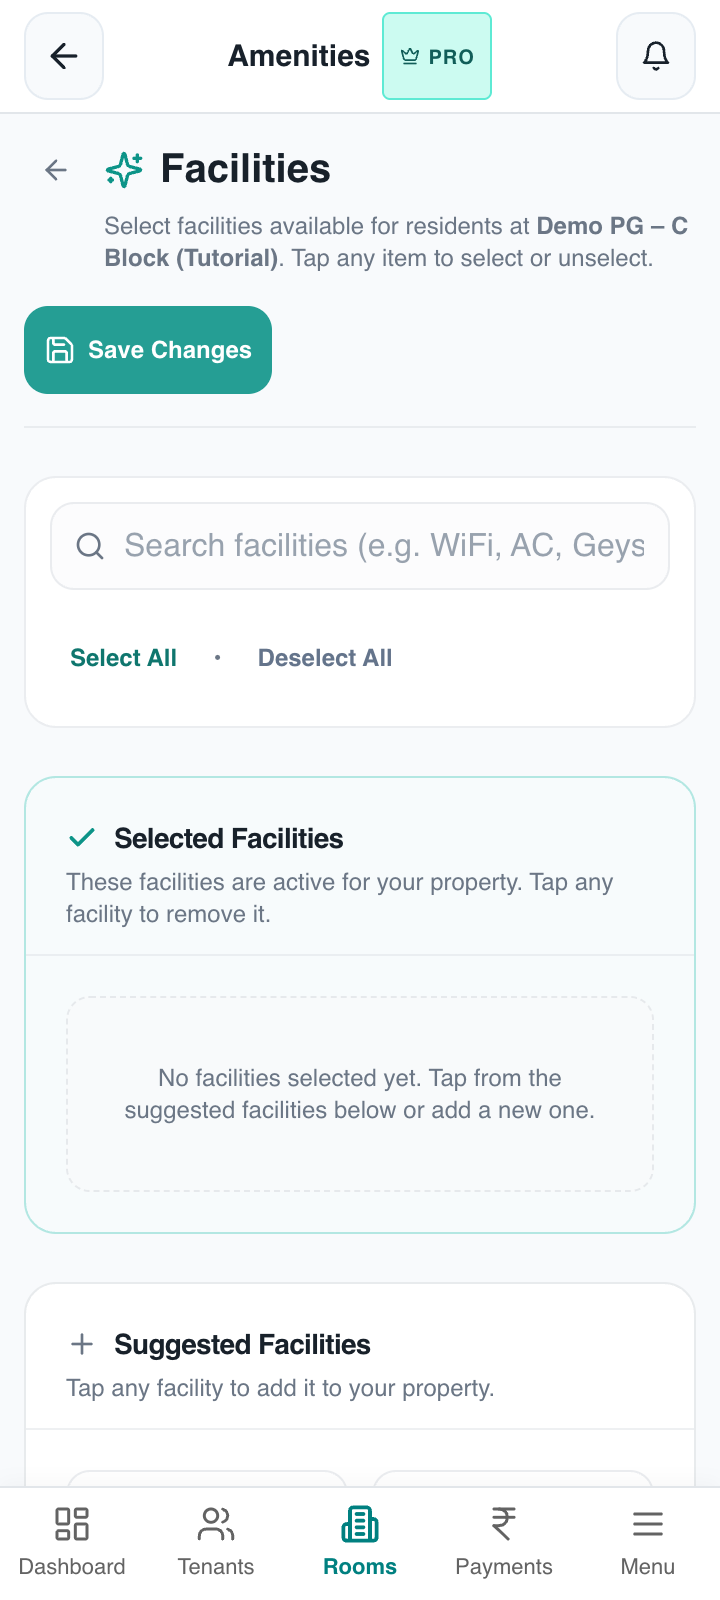 Amenities PRO
Facilities
Select facilities available for residents at Demo PG – C
Block (Tutorial). Tap any item to select or unselect.
Save Changes
Search facilities (e.g. WiFi, AC, Geys
Select All • Deselect All
Selected Facilities
These facilities are active for your property. Tap any
facility to remove it.
No facilities selected yet. Tap from the
suggested facilities below or add a new one.
Suggested Facilities
Tap any facility to add it to your property.
Dashboard Tenants Rooms Payments Menu